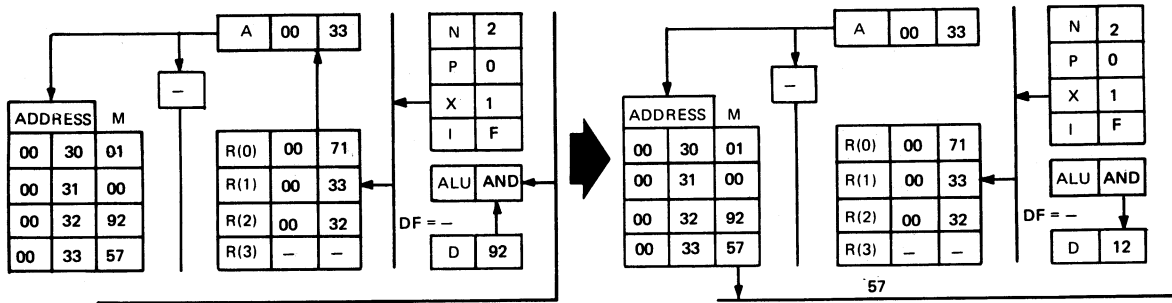 A 00 33
N 2
P 0
X 1
I F
–
ADDRESS M
00 30 01
00 31 00
00 32 92
00 33 57
R(0) 00 71
R(1) 00 33
R(2) 00 32
R(3) – –
ALU AND
DF = –
D 92
A 00 33
N 2
P 0
X 1
I F
–
ADDRESS M
00 30 01
00 31 00
00 32 92
00 33 57
R(0) 00 71
R(1) 00 33
R(2) 00 32
R(3) – –
ALU AND
DF = –
D 12
57